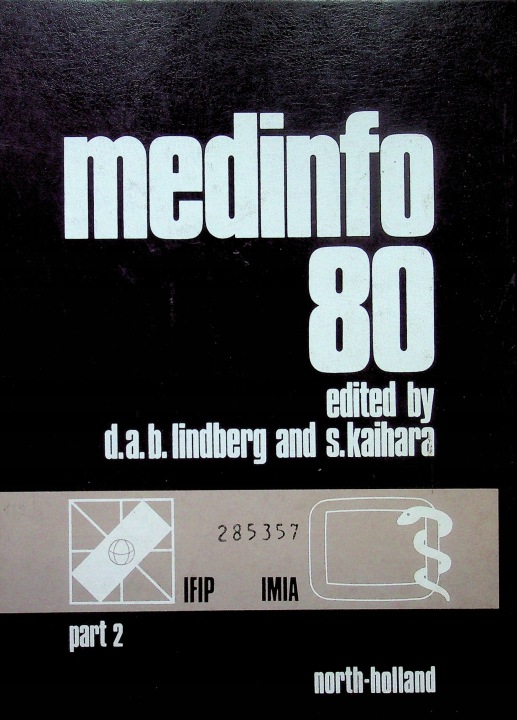 medinfo
80
edited by
d.a.b. lindberg and s.kaihara
285357
IFIP IMIA
part 2
north-holland